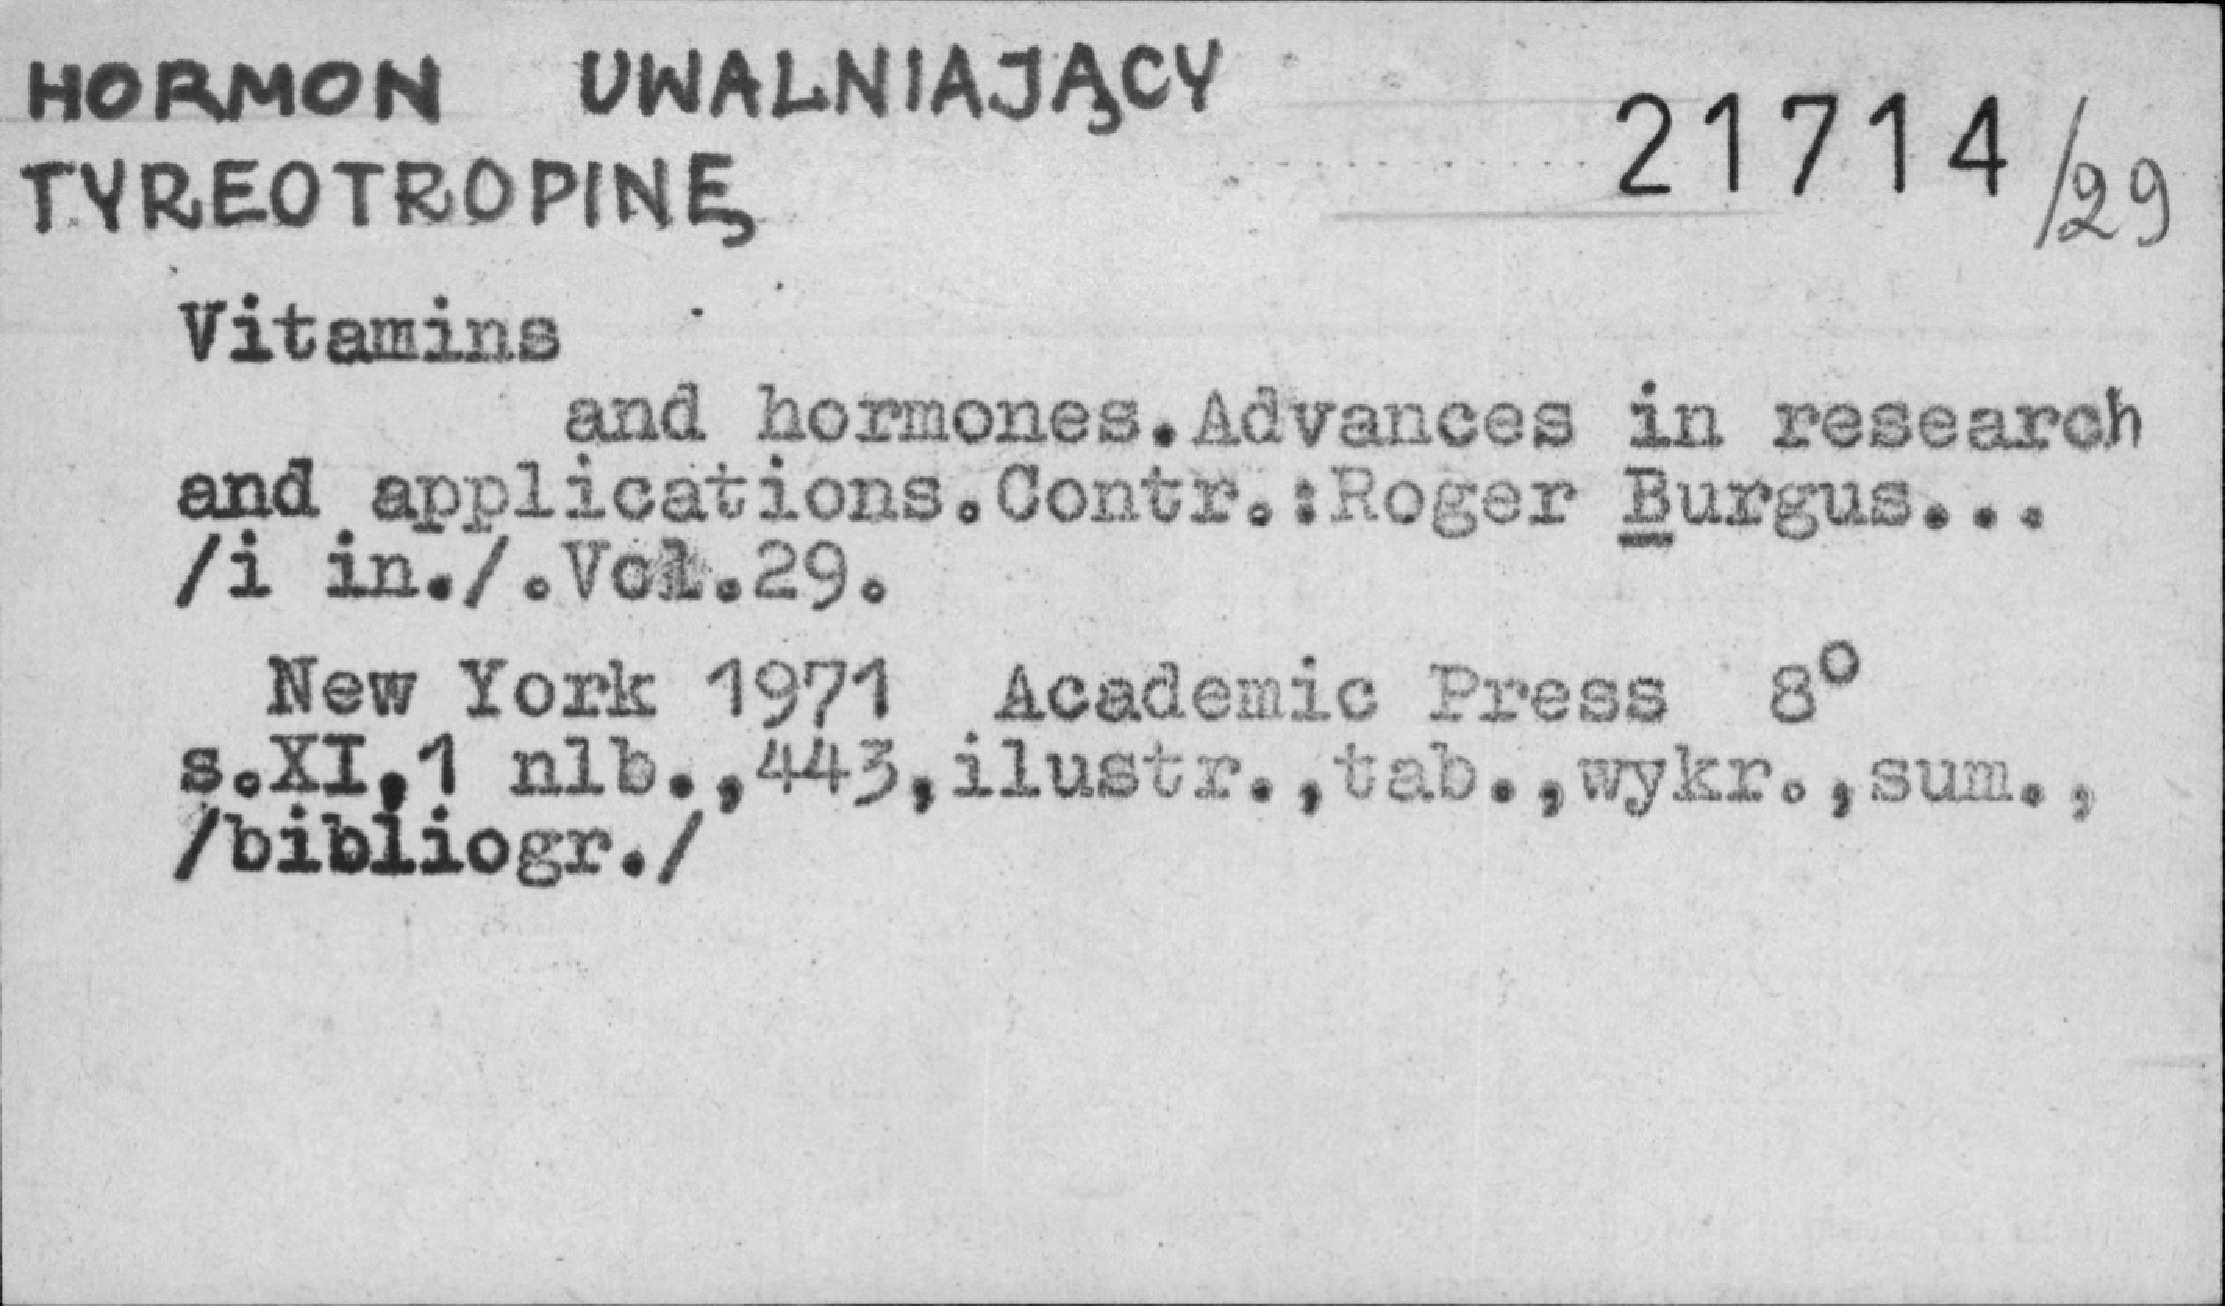 HORMON UWALNIAJĄCY
TYREOTROPINĘ
21714/29
Vitamins
and hormones.Advances in research
and applications.Contr.:Roger Burgus...
/i in./.Vol.29.
New York 1971 Academic Press 8°
s.XI,1 nlb.,443,ilustr.,tab.,wykr.,sum.,
/bibliogr./